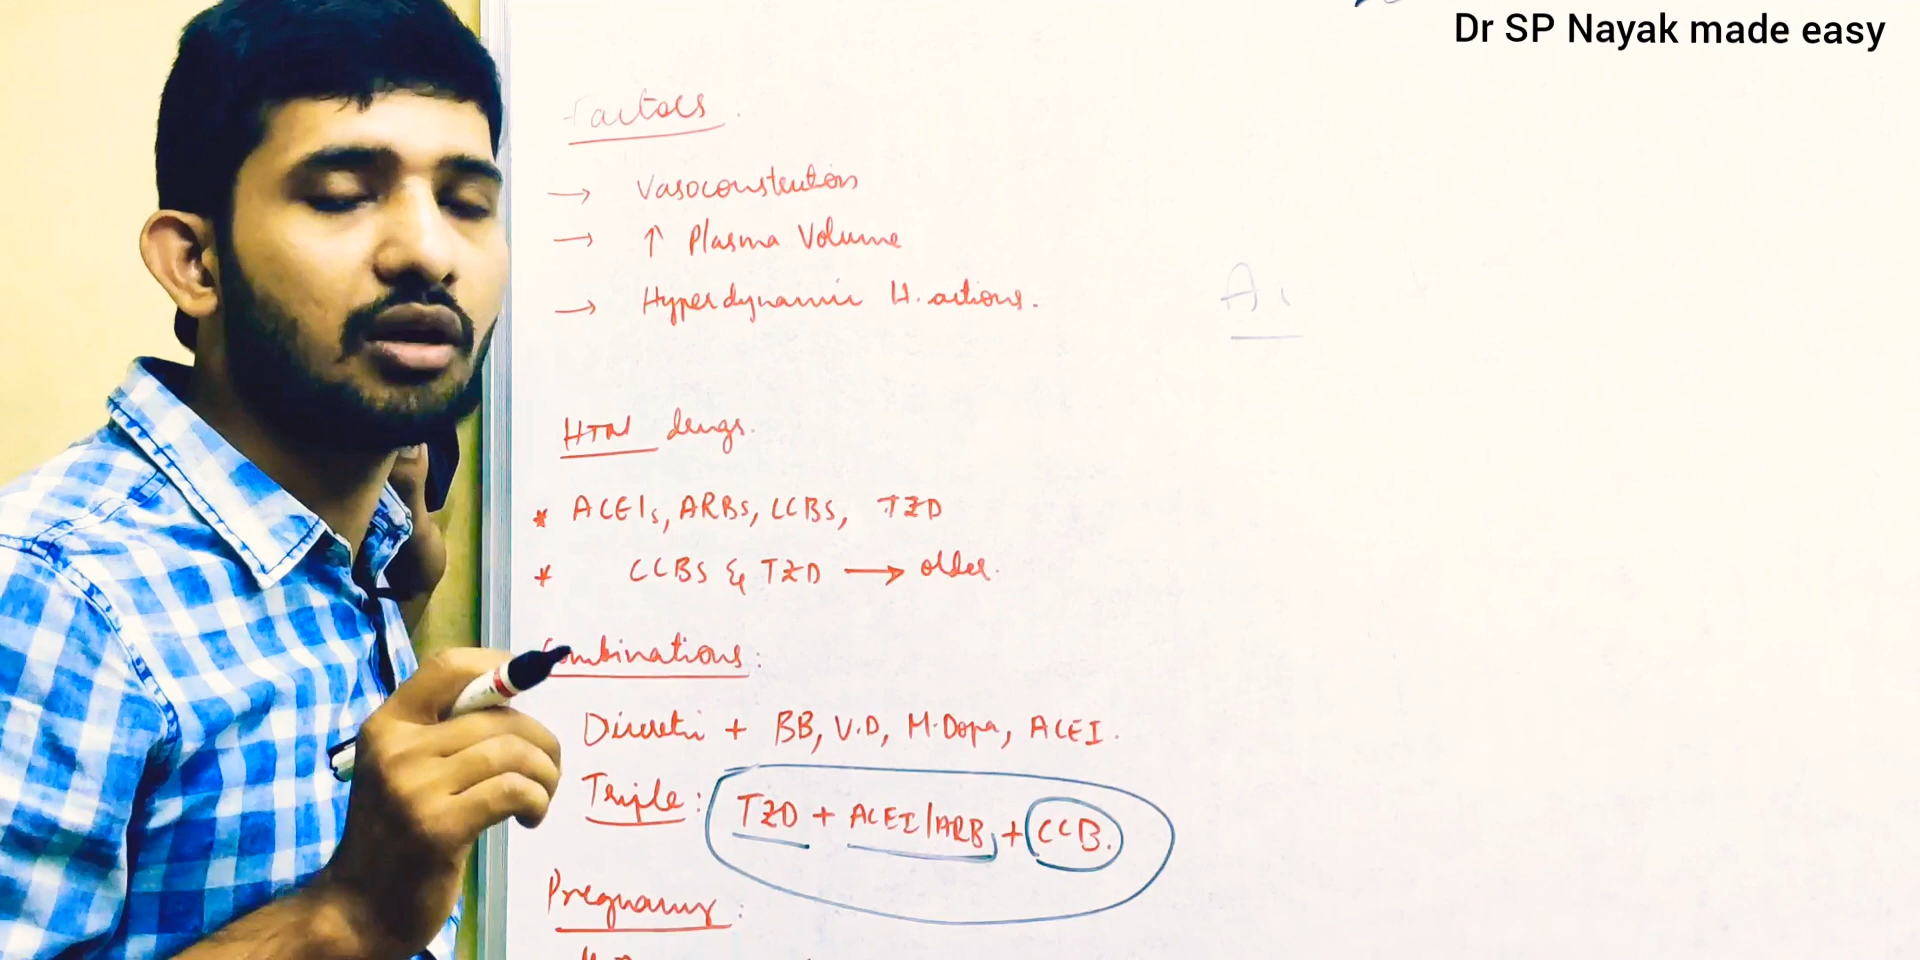 Dr SP Nayak made easy
Factors.
→ Vasoconstriction
→ ↑ Plasma Volume
→ Hyperdynamic H. actions.
HTN drugs.
* ACEIs, ARBs, CCBS, TZD
* CCBS & TZD → older.
Combinations:
Diuretic + BB, V.D, M.Dopa, ACEI.
Triple: TZD + ACEI/ARB, + CCB.
Pregnancy: